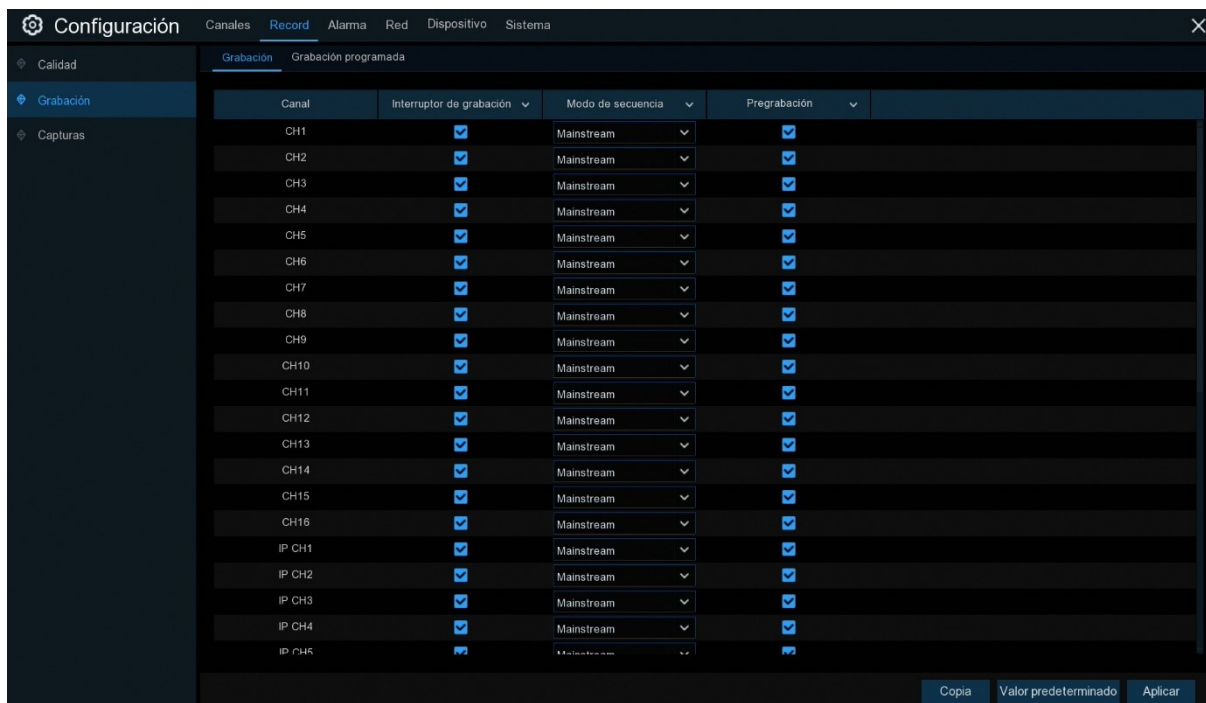 Configuración Canales Record Alarma Red Dispositivo Sistema
Calidad
Grabación
Capturas
Grabación Grabación programada
Canal Interruptor de grabación Modo de secuencia Pregrabación
CH1 Mainstream
CH2 Mainstream
CH3 Mainstream
CH4 Mainstream
CH5 Mainstream
CH6 Mainstream
CH7 Mainstream
CH8 Mainstream
CH9 Mainstream
CH10 Mainstream
CH11 Mainstream
CH12 Mainstream
CH13 Mainstream
CH14 Mainstream
CH15 Mainstream
CH16 Mainstream
IP CH1 Mainstream
IP CH2 Mainstream
IP CH3 Mainstream
IP CH4 Mainstream
IP CH5 Mainstream
Copia Valor predeterminado Aplicar